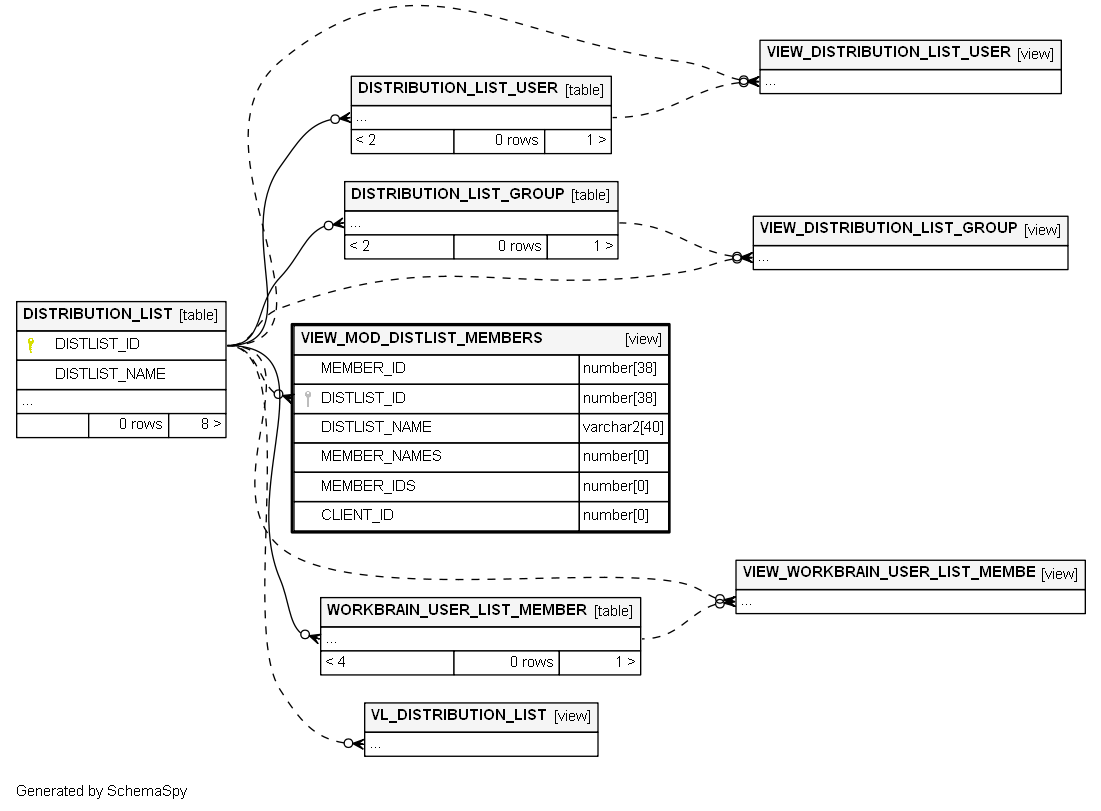 VIEW_DISTRIBUTION_LIST_USER [view]
...
DISTRIBUTION_LIST_USER [table]
...
< 2 0 rows 1 >
DISTRIBUTION_LIST_GROUP [table]
...
< 2 0 rows 1 >
VIEW_DISTRIBUTION_LIST_GROUP [view]
...
DISTRIBUTION_LIST [table]
DISTLIST_ID
DISTLIST_NAME
...
0 rows 8 >
VIEW_MOD_DISTLIST_MEMBERS [view]
MEMBER_ID number[38]
DISTLIST_ID number[38]
DISTLIST_NAME varchar2[40]
MEMBER_NAMES number[0]
MEMBER_IDS number[0]
CLIENT_ID number[0]
VIEW_WORKBRAIN_USER_LIST_MEMBE [view]
...
WORKBRAIN_USER_LIST_MEMBER [table]
...
< 4 0 rows 1 >
VL_DISTRIBUTION_LIST [view]
...
Generated by SchemaSpy